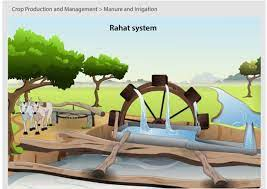 Crop Production and Management > Manure and Irrigation
Rahat system